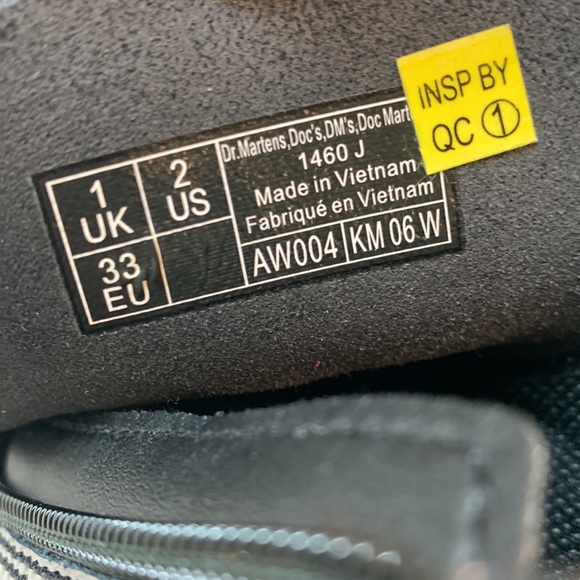 1
UK
2
US
33
EU
Dr.Martens,Doc's,DM's,Doc Mart
1460 J
Made in Vietnam
Fabriqué en Vietnam
AW004
KM 06 W
INSP BY
QC 1